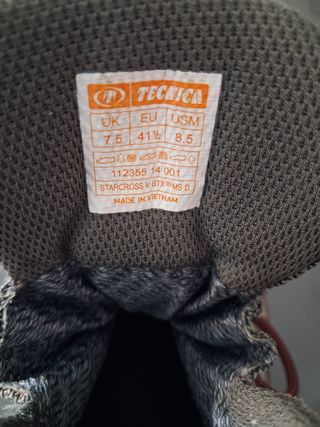 TECNICA
UK EU USM
7.5 41½ 8.5
112355 14 001
STARCROSS V GTX® MS D
MADE IN VIETNAM